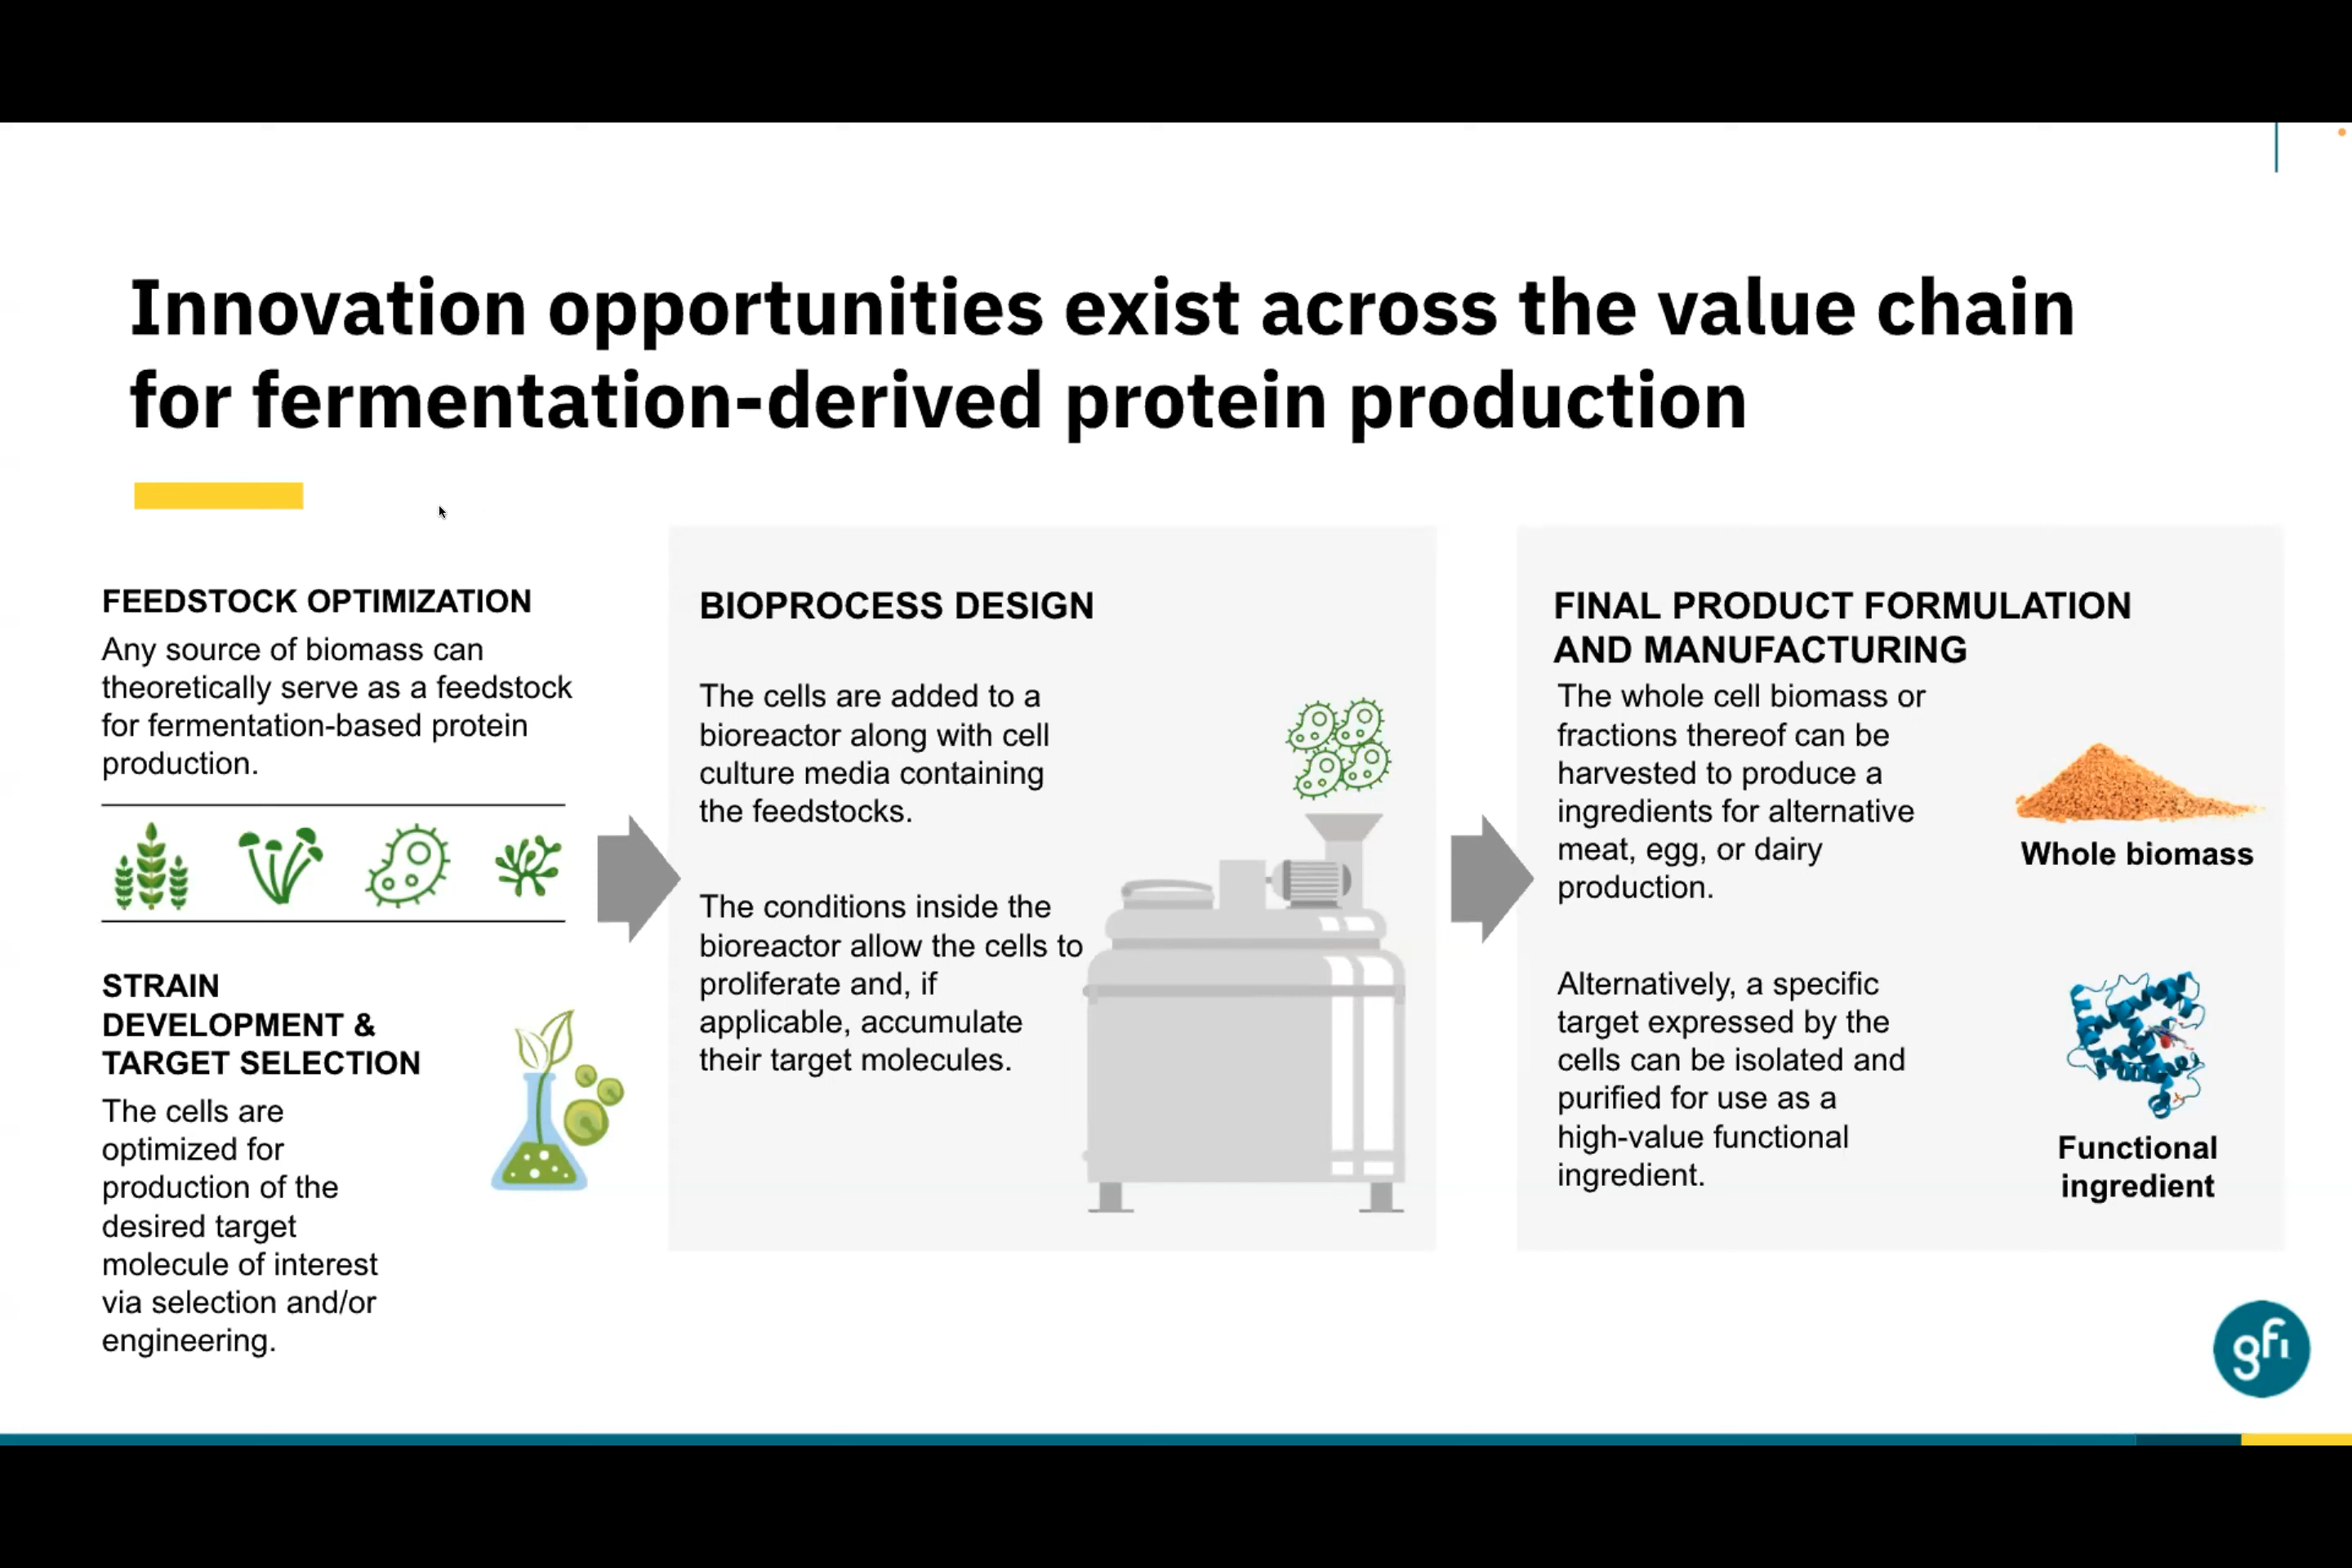 Innovation opportunities exist across the value chain
for fermentation-derived protein production
FEEDSTOCK OPTIMIZATION
Any source of biomass can
theoretically serve as a feedstock
for fermentation-based protein
production.
STRAIN
DEVELOPMENT &
TARGET SELECTION
The cells are
optimized for
production of the
desired target
molecule of interest
via selection and/or
engineering.
BIOPROCESS DESIGN
The cells are added to a
bioreactor along with cell
culture media containing
the feedstocks.
The conditions inside the
bioreactor allow the cells to
proliferate and, if
applicable, accumulate
their target molecules.
FINAL PRODUCT FORMULATION
AND MANUFACTURING
The whole cell biomass or
fractions thereof can be
harvested to produce a
ingredients for alternative
meat, egg, or dairy
production.
Whole biomass
Alternatively, a specific
target expressed by the
cells can be isolated and
purified for use as a
high-value functional
ingredient.
Functional
ingredient
gfi